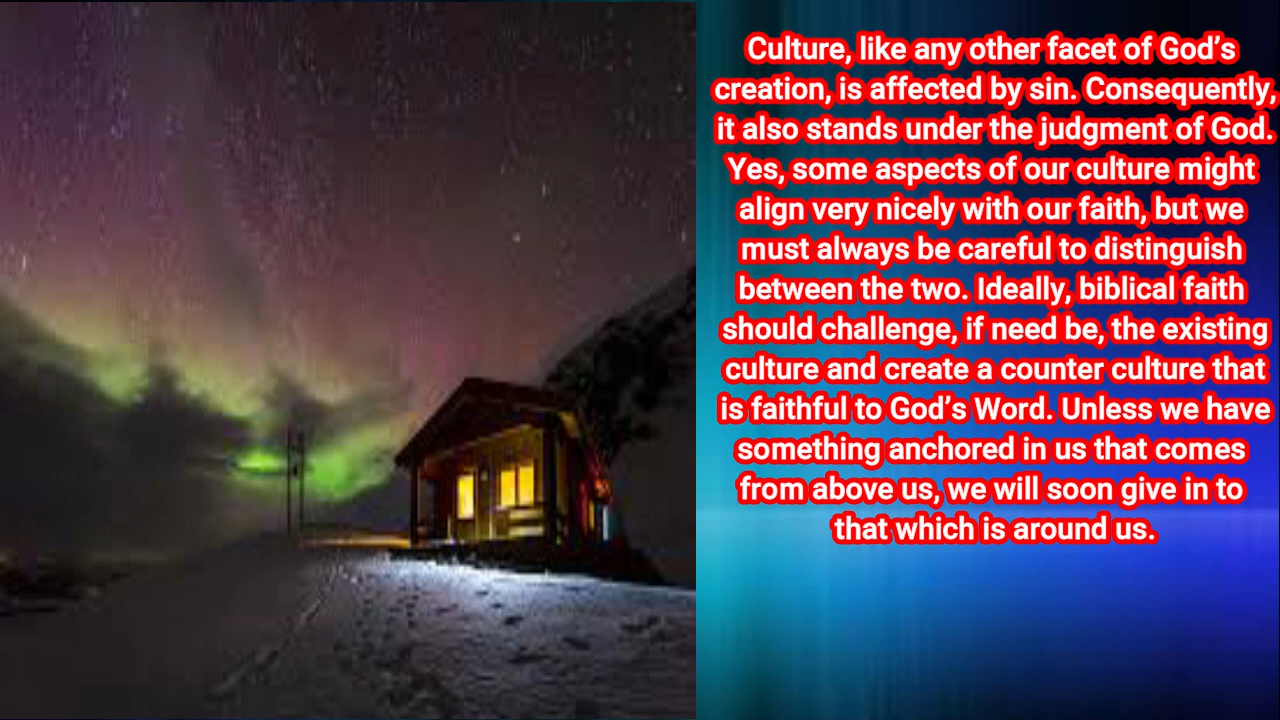 Culture, like any other facet of God’s
creation, is affected by sin. Consequently,
it also stands under the judgment of God.
Yes, some aspects of our culture might
align very nicely with our faith, but we
must always be careful to distinguish
between the two. Ideally, biblical faith
should challenge, if need be, the existing
culture and create a counter culture that
is faithful to God’s Word. Unless we have
something anchored in us that comes
from above us, we will soon give in to
that which is around us.